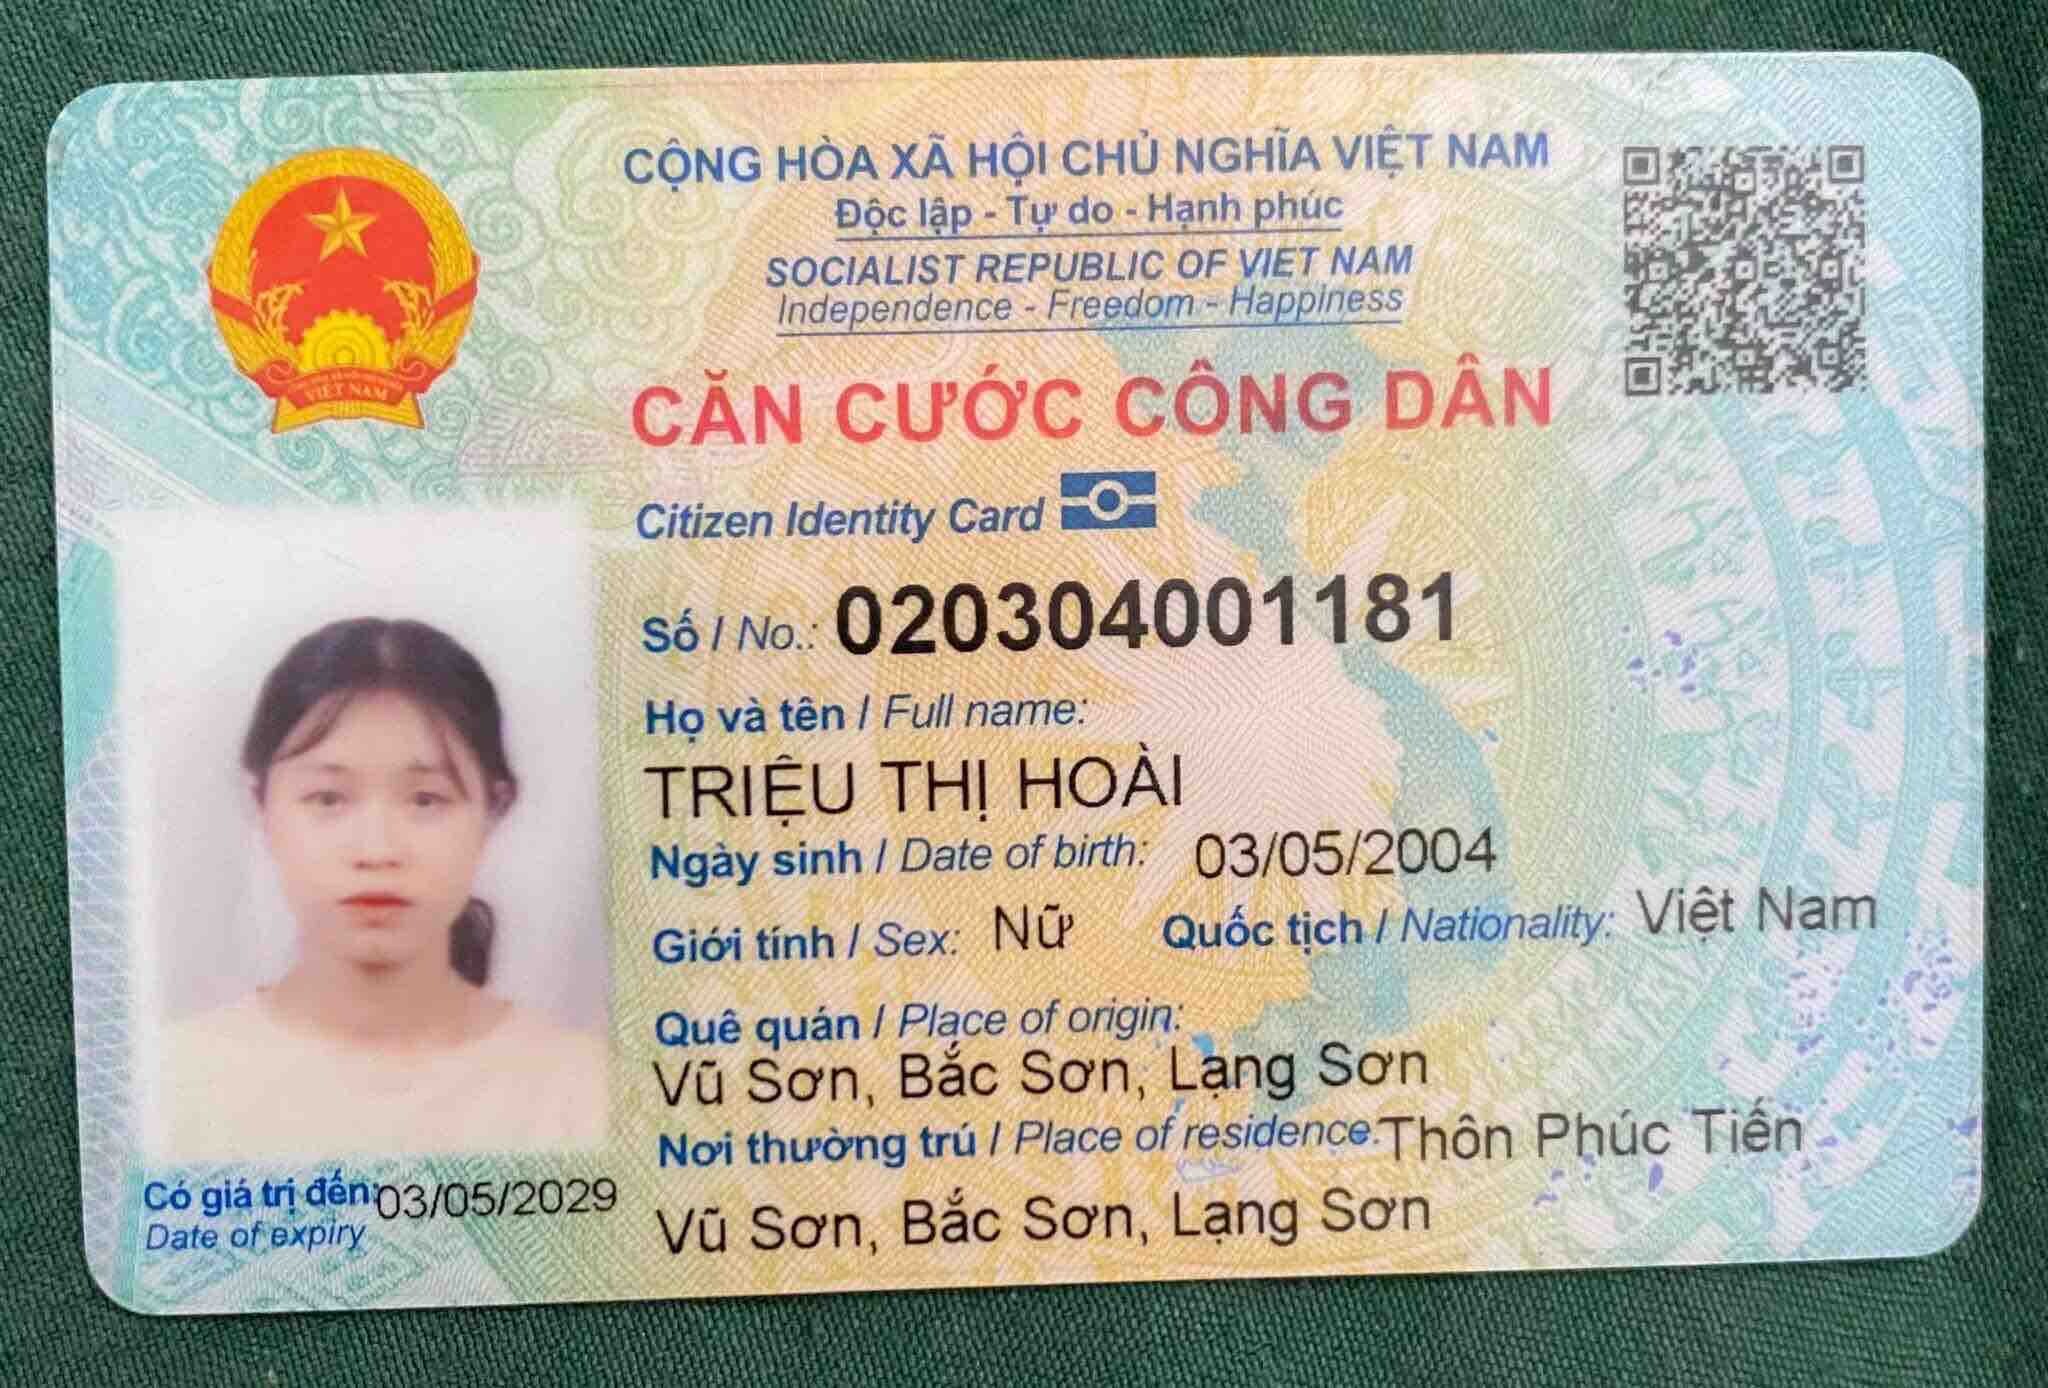 CỘNG HÒA XÃ HỘI CHỦ NGHĨA VIỆT NAM
Độc lập - Tự do - Hạnh phúc
SOCIALIST REPUBLIC OF VIET NAM
Independence - Freedom - Happiness
CĂN CƯỚC CÔNG DÂN
Citizen Identity Card
Số / No.: 020304001181
Họ và tên / Full name:
TRIỆU THỊ HOÀI
Ngày sinh / Date of birth: 03/05/2004
Giới tính / Sex: Nữ Quốc tịch / Nationality: Việt Nam
Quê quán / Place of origin:
Vũ Sơn, Bắc Sơn, Lạng Sơn
Nơi thường trú / Place of residence: Thôn Phúc Tiến
Vũ Sơn, Bắc Sơn, Lạng Sơn
Có giá trị đến: 03/05/2029
Date of expiry
VIỆT NAM